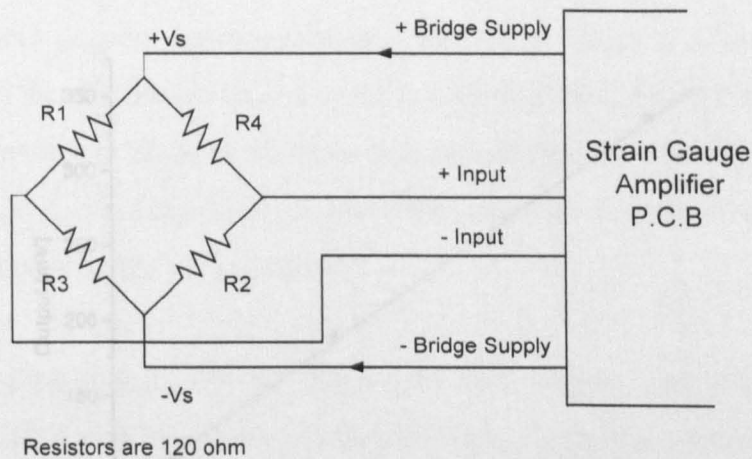 +Vs
+ Bridge Supply
R1
R4
+ Input
- Input
Strain Gauge
Amplifier
P.C.B
R3
R2
- Bridge Supply
-Vs
Resistors are 120 ohm